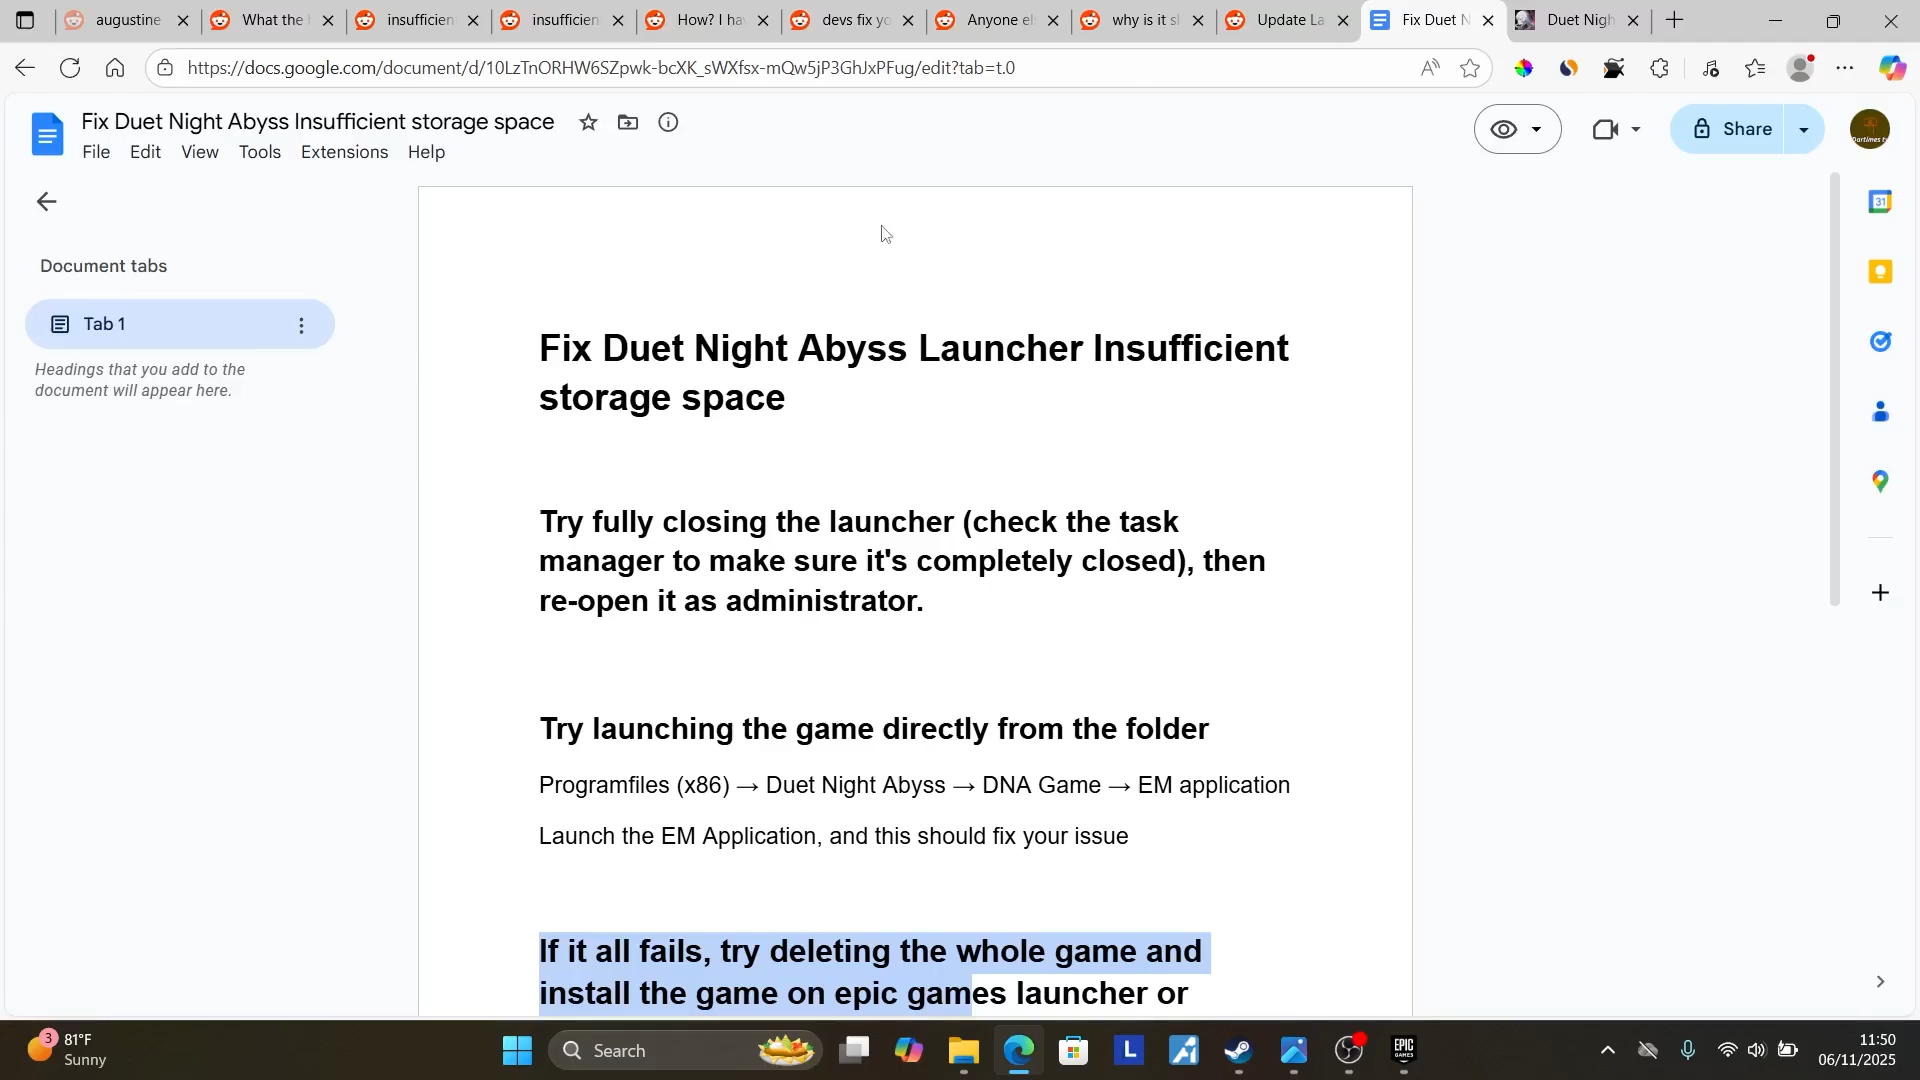 augustine
What the
insufficien
insufficien
How? I ha
devs fix yo
Anyone el
why is it sl
Update La
Fix Duet N
Duet Nigh
https://docs.google.com/document/d/10LzTnORHW6SZpwk-bcXK_sWXfsx-mQw5jP3GhJxPFug/edit?tab=t.0
Fix Duet Night Abyss Insufficient storage space
File Edit View Tools Extensions Help
Share
Document tabs
Tab 1
Headings that you add to the
document will appear here.
Fix Duet Night Abyss Launcher Insufficient
storage space
Try fully closing the launcher (check the task
manager to make sure it's completely closed), then
re-open it as administrator.
Try launching the game directly from the folder
Programfiles (x86) → Duet Night Abyss → DNA Game → EM application
Launch the EM Application, and this should fix your issue
If it all fails, try deleting the whole game and
install the game on epic games launcher or
31
3
81°F
Sunny
Search
L
EPIC
GAMES
11:50
06/11/2025